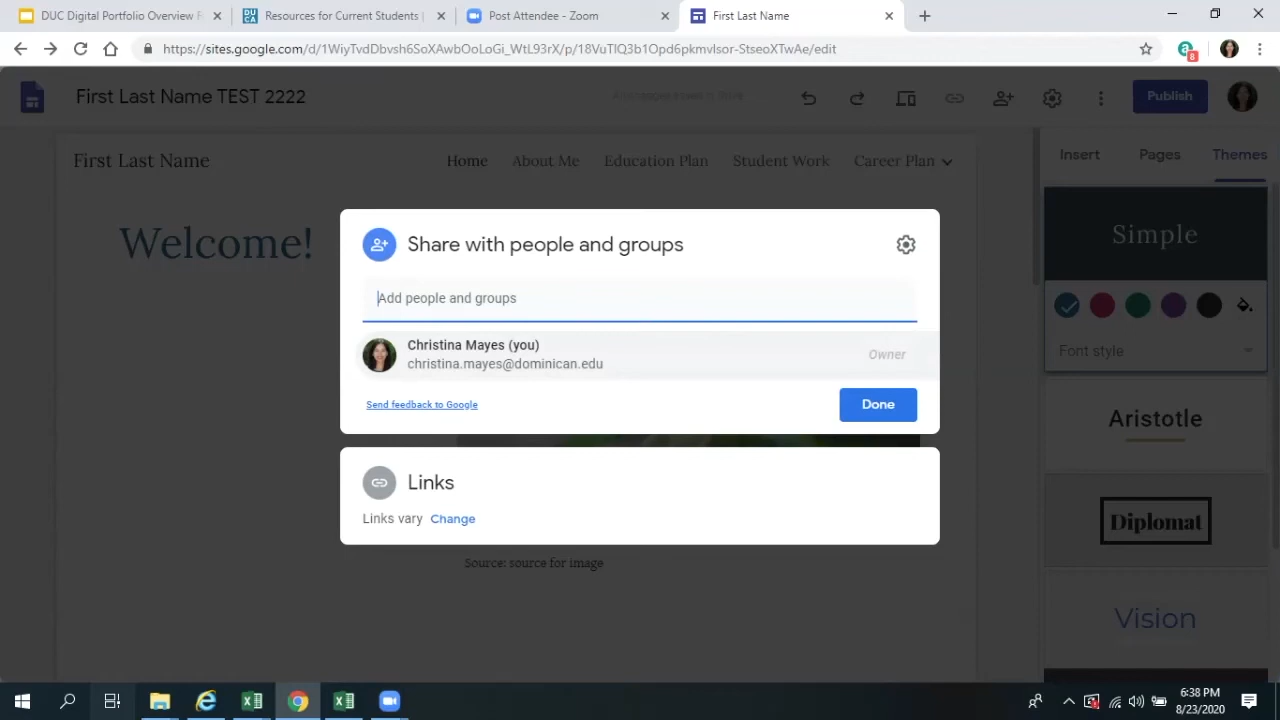 DUC Digital Portfolio Overview F
Resources for Current Students |
Post Attendee - Zoom
First Last Name
https://sites.google.com/d/1WiyTvdDbvsh6SoXAwbOoLoGi_WtL93rX/p/18VuTlQ3b1Opd6pkmvlsor-StseoXTwAe/edit
8
First Last Name TEST 2222
Publish
First Last Name
Home
About Me
Education Plan
Student Work
Career Plan
Insert
Pages
Themes
Welcome!
Simple
Font style
Aristotle
Diplomat
Vision
Share with people and groups
Add people and groups
Christina Mayes (you)
christina.mayes@dominican.edu
Owner
Send feedback to Google
Done
Links
Links vary Change
Source: source for image
6:38 PM
8/23/2020